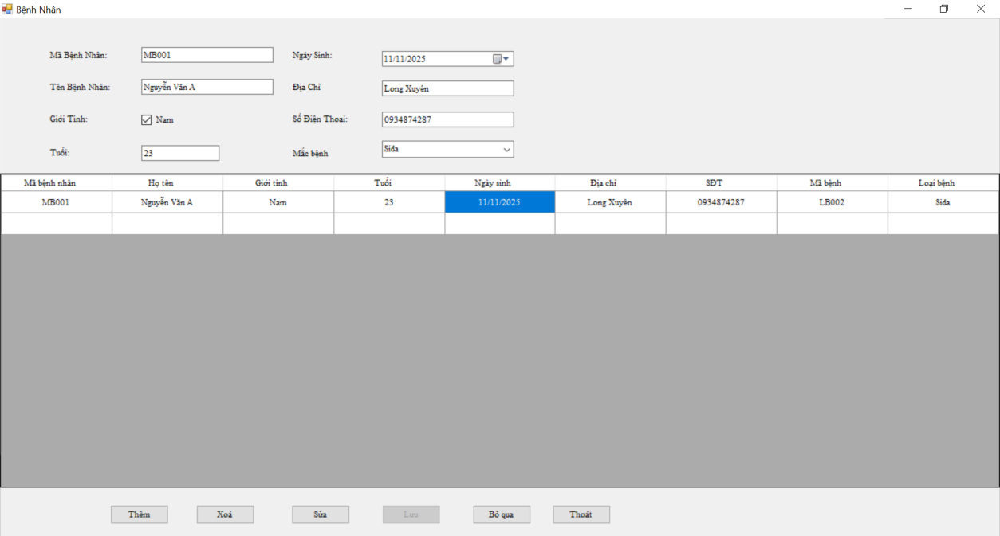 Bệnh Nhân
Mã Bệnh Nhân: MB001 Ngày Sinh: 11/11/2025
Tên Bệnh Nhân: Nguyễn Văn A Địa Chỉ Long Xuyên
Giới Tính: Nam Số Điện Thoại: 0934874287
Tuổi: 23 Mắc bệnh Sida
Mã bệnh nhân Họ tên Giới tính Tuổi Ngày sinh Địa chỉ SĐT Mã bệnh Loại bệnh
MB001 Nguyễn Văn A Nam 23 11/11/2025 Long Xuyên 0934874287 LB002 Sida
Thêm Xoá Sửa Lưu Bỏ qua Thoát